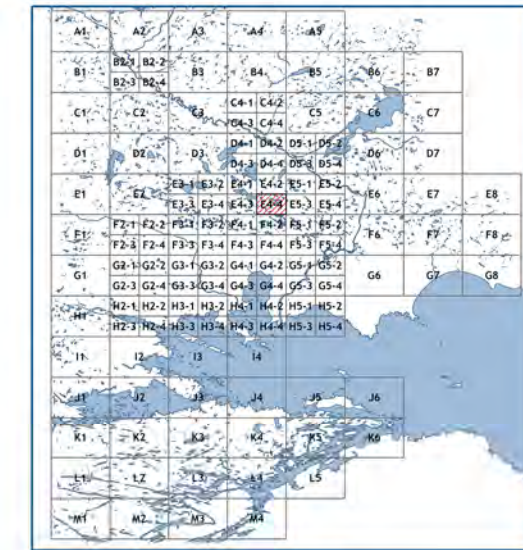 A1 A2 A3 A4 A5
B2-1 B2-2
B1 B3 B4 B5 B6 B7
B2-3 B2-4
C4-1 C4-2
C1 C2 C3 C5 C6 C7
C4-3 C4-4
D4-1 D4-2 D5-1 D5-2
D1 D2 D3 D6 D7
D4-3 D4-4 D5-3 D5-4
E3-1 E3-2 E4-1 E4-2 E5-1 E5-2
E1 E2 E6 E7 E8
E3-3 E3-4 E4-3 E4-4 E5-3 E5-4
F2-1 F2-2 F3-1 F3-2 F4-1 F4-2 F5-1 F5-2
F1 F6 F7 F8
F2-3 F2-4 F3-3 F3-4 F4-3 F4-4 F5-3 F5-4
G2-1 G2-2 G3-1 G3-2 G4-1 G4-2 G5-1 G5-2
G1 G6 G7 G8
G2-3 G2-4 G3-3 G3-4 G4-3 G4-4 G5-3 G5-4
H2-1 H2-2 H3-1 H3-2 H4-1 H4-2 H5-1 H5-2
H1
H2-3 H2-4 H3-3 H3-4 H4-3 H4-4 H5-3 H5-4
I1 I2 I3 I4
J1 J2 J3 J4 J5 J6
K1 K2 K3 K4 K5 K6
L1 L2 L3 L4 L5
M1 M2 M3 M4